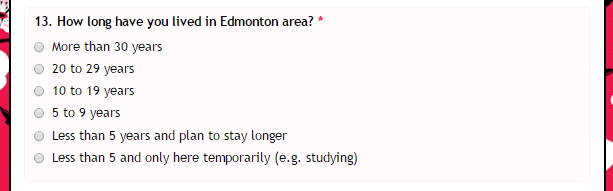 13. How long have you lived in Edmonton area? *
More than 30 years
20 to 29 years
10 to 19 years
5 to 9 years
Less than 5 years and plan to stay longer
Less than 5 and only here temporarily (e.g. studying)